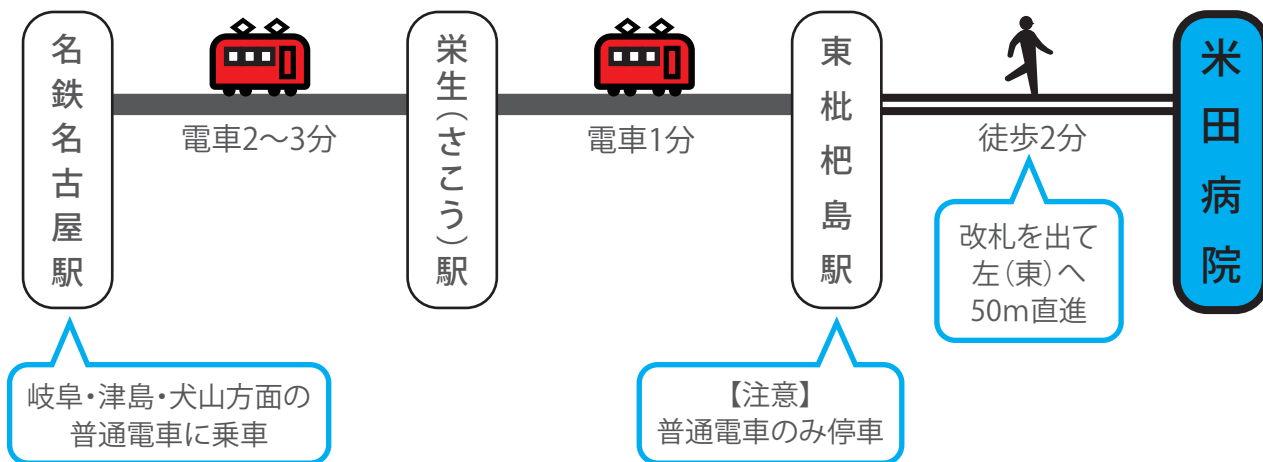 名鉄名古屋駅
電車2〜3分
栄生(さこう)駅
電車1分
東枇杷島駅
徒歩2分
米田病院
改札を出て
左(東)へ
50m直進
岐阜・津島・犬山方面の
普通電車に乗車
【注意】
普通電車のみ停車